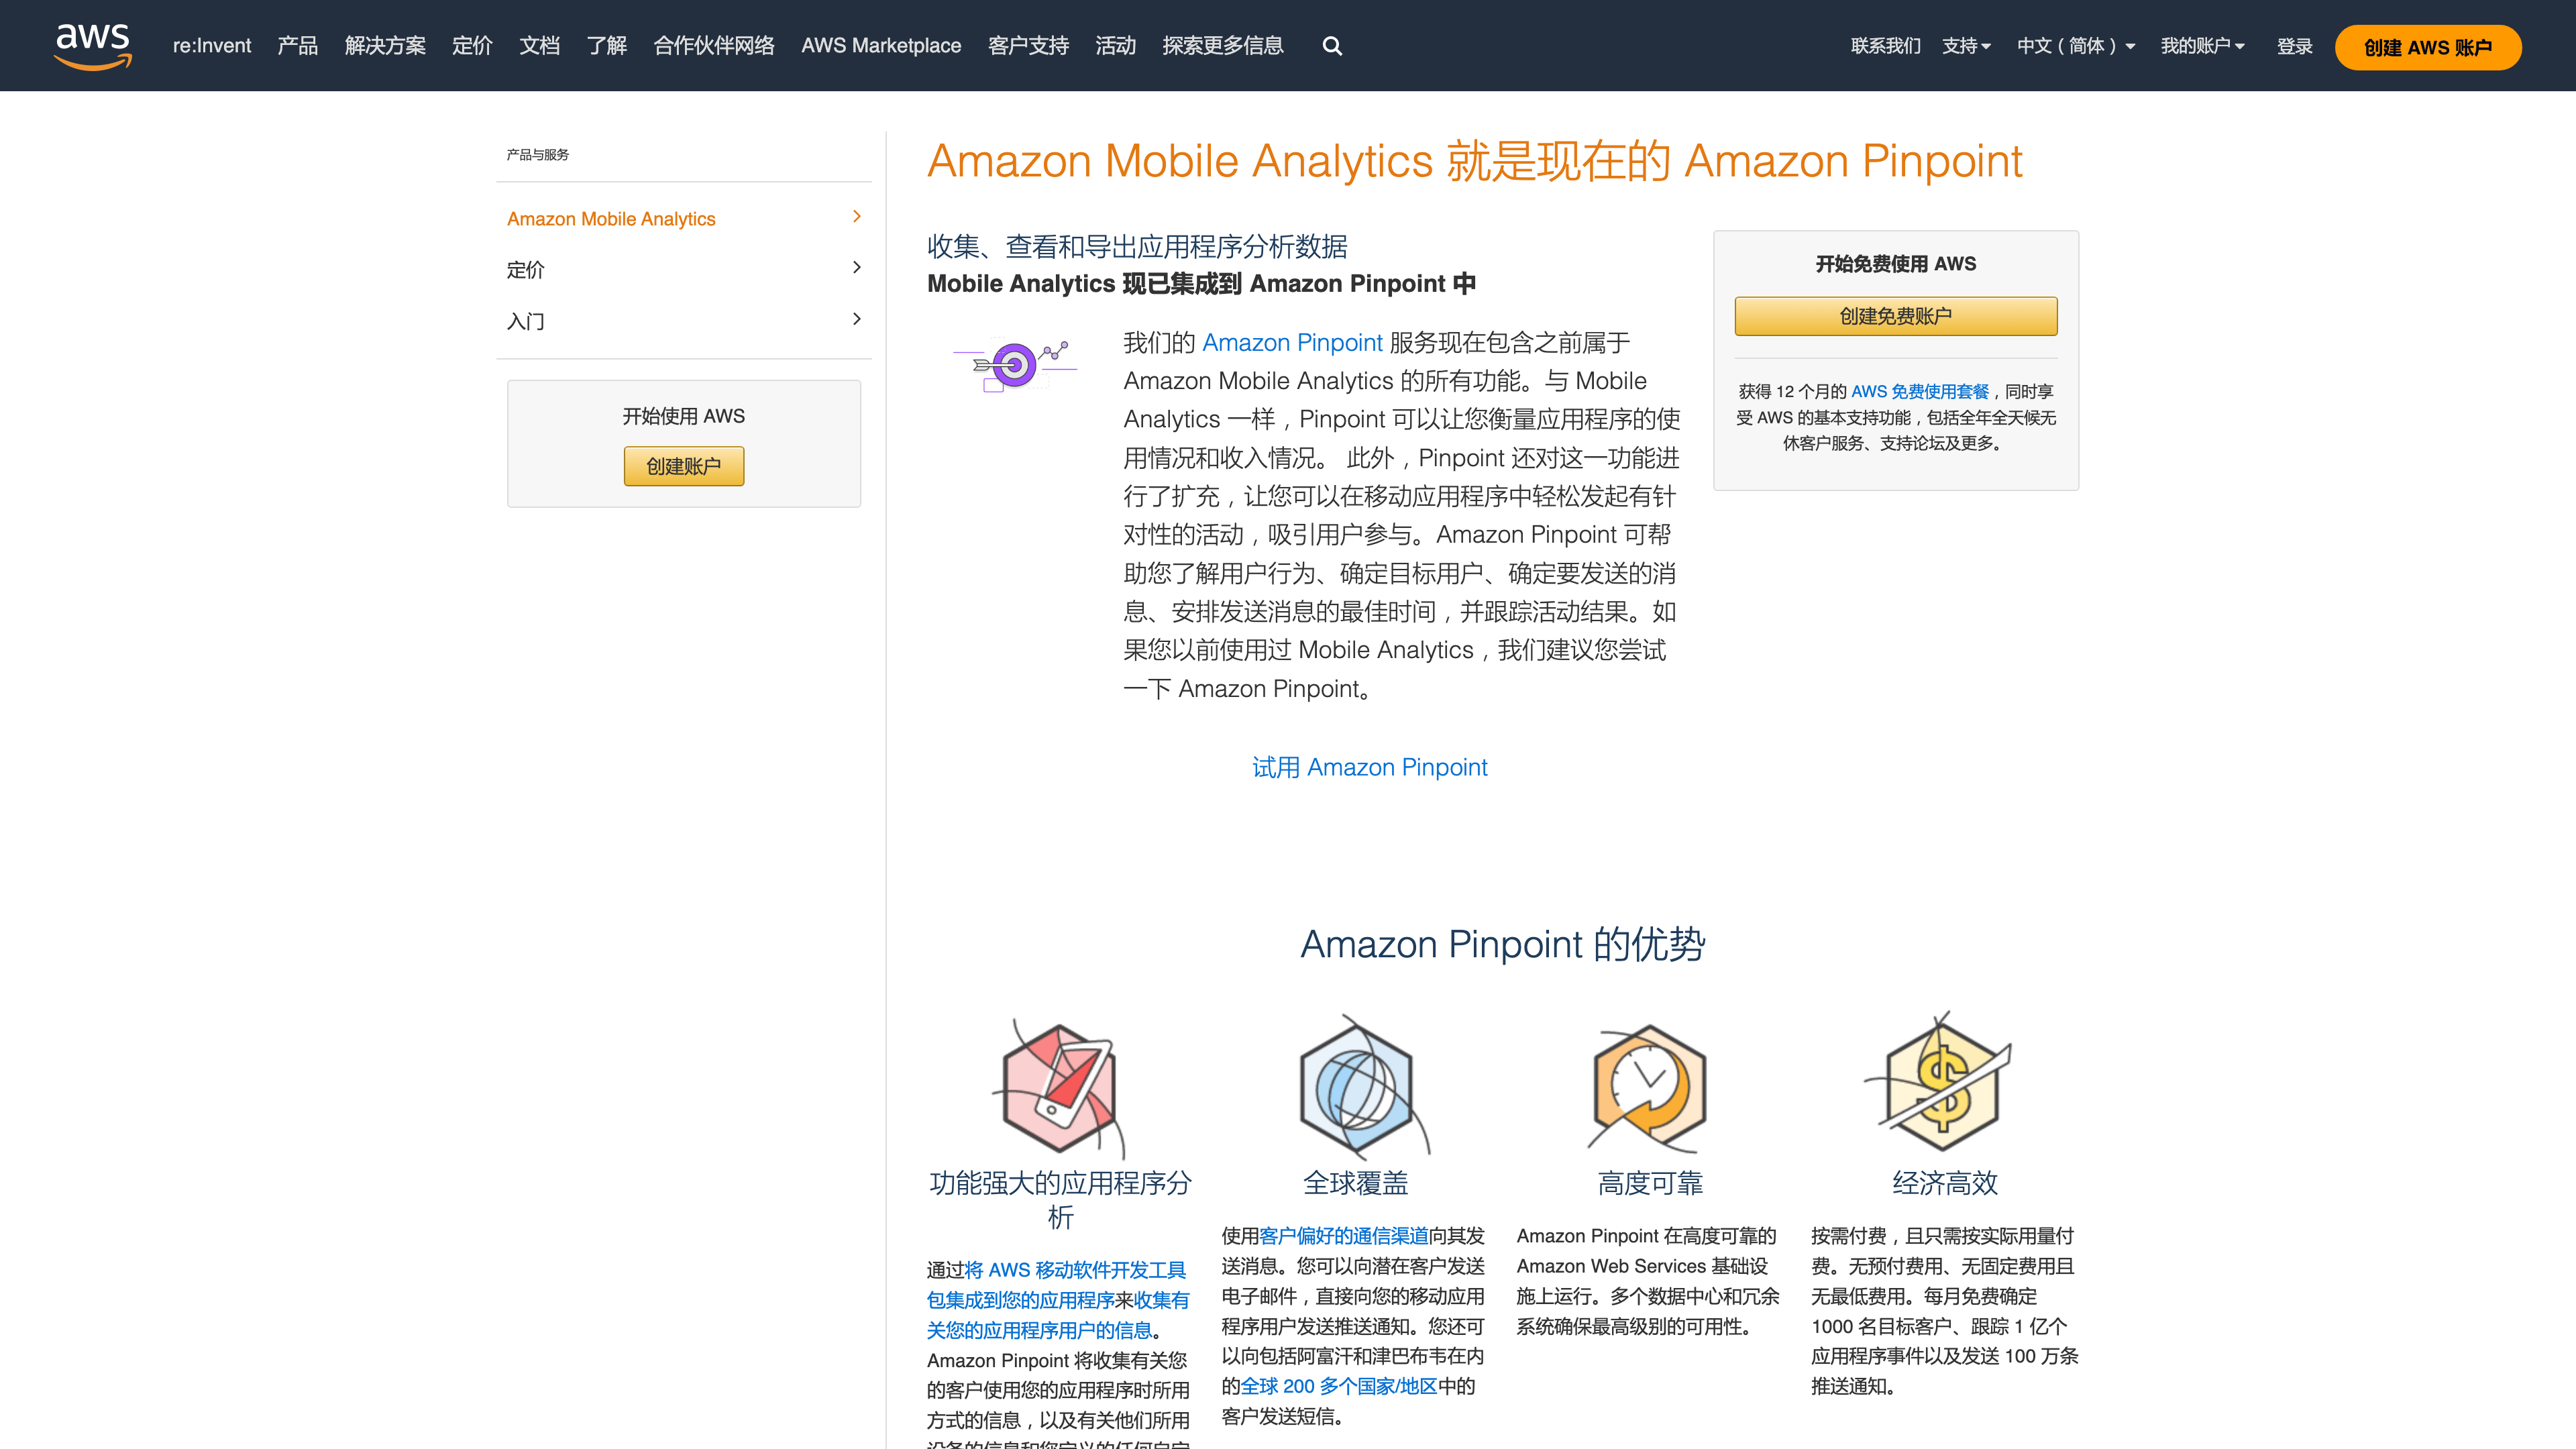 aws
re:Invent 产品 解决方案 定价 文档 了解 合作伙伴网络 AWS Marketplace 客户支持 活动 探索更多信息
联系我们 支持 中文（简体） 我的账户 登录 创建 AWS 账户
产品与服务
Amazon Mobile Analytics
定价
入门
开始使用 AWS
创建账户
Amazon Mobile Analytics 就是现在的 Amazon Pinpoint
收集、查看和导出应用程序分析数据
Mobile Analytics 现已集成到 Amazon Pinpoint 中
我们的 Amazon Pinpoint 服务现在包含之前属于
Amazon Mobile Analytics 的所有功能。与 Mobile
Analytics 一样，Pinpoint 可以让您衡量应用程序的使
用情况和收入情况。 此外，Pinpoint 还对这一功能进
行了扩充，让您可以在移动应用程序中轻松发起有针
对性的活动，吸引用户参与。Amazon Pinpoint 可帮
助您了解用户行为、确定目标用户、确定要发送的消
息、安排发送消息的最佳时间，并跟踪活动结果。如
果您以前使用过 Mobile Analytics，我们建议您尝试
一下 Amazon Pinpoint。
试用 Amazon Pinpoint
开始免费使用 AWS
创建免费账户
获得 12 个月的 AWS 免费使用套餐，同时享
受 AWS 的基本支持功能，包括全年全天候无
休客户服务、支持论坛及更多。
Amazon Pinpoint 的优势
功能强大的应用程序分
析
通过将 AWS 移动软件开发工具
包集成到您的应用程序来收集有
关您的应用程序用户的信息。
Amazon Pinpoint 将收集有关您
的客户使用您的应用程序时所用
方式的信息，以及有关他们所用
设备的信息和您定义的任何自定
全球覆盖
使用客户偏好的通信渠道向其发
送消息。您可以向潜在客户发送
电子邮件，直接向您的移动应用
程序用户发送推送通知。您还可
以向包括阿富汗和津巴布韦在内
的全球 200 多个国家/地区中的
客户发送短信。
高度可靠
Amazon Pinpoint 在高度可靠的
Amazon Web Services 基础设
施上运行。多个数据中心和冗余
系统确保最高级别的可用性。
经济高效
按需付费，且只需按实际用量付
费。无预付费用、无固定费用且
无最低费用。每月免费确定
1000 名目标客户、跟踪 1 亿个
应用程序事件以及发送 100 万条
推送通知。